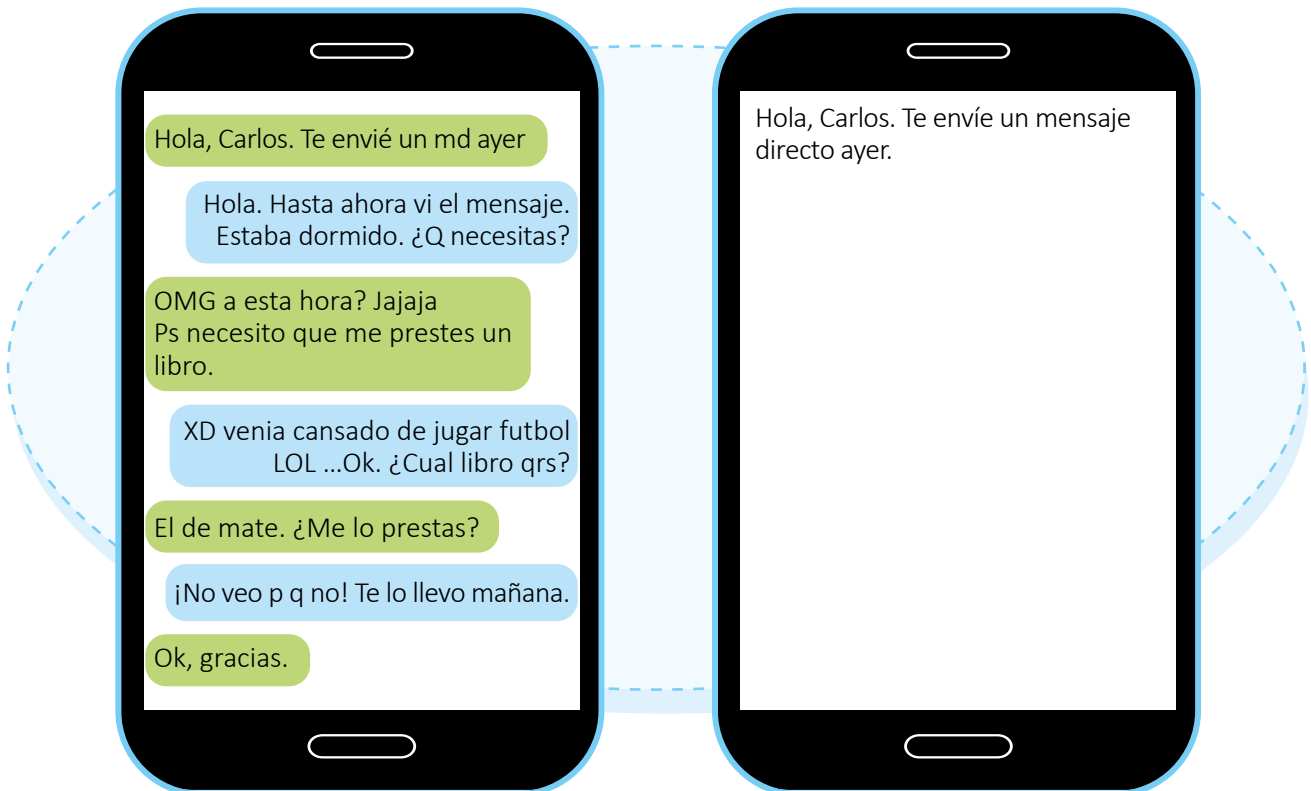 Hola, Carlos. Te envié un md ayer
Hola. Hasta ahora vi el mensaje.
Estaba dormido. ¿Q necesitas?
OMG a esta hora? Jajaja
Ps necesito que me prestes un
libro.
XD venia cansado de jugar futbol
LOL ...Ok. ¿Cual libro qrs?
El de mate. ¿Me lo prestas?
¡No veo p q no! Te lo llevo mañana.
Ok, gracias.
Hola, Carlos. Te envíe un mensaje
directo ayer.